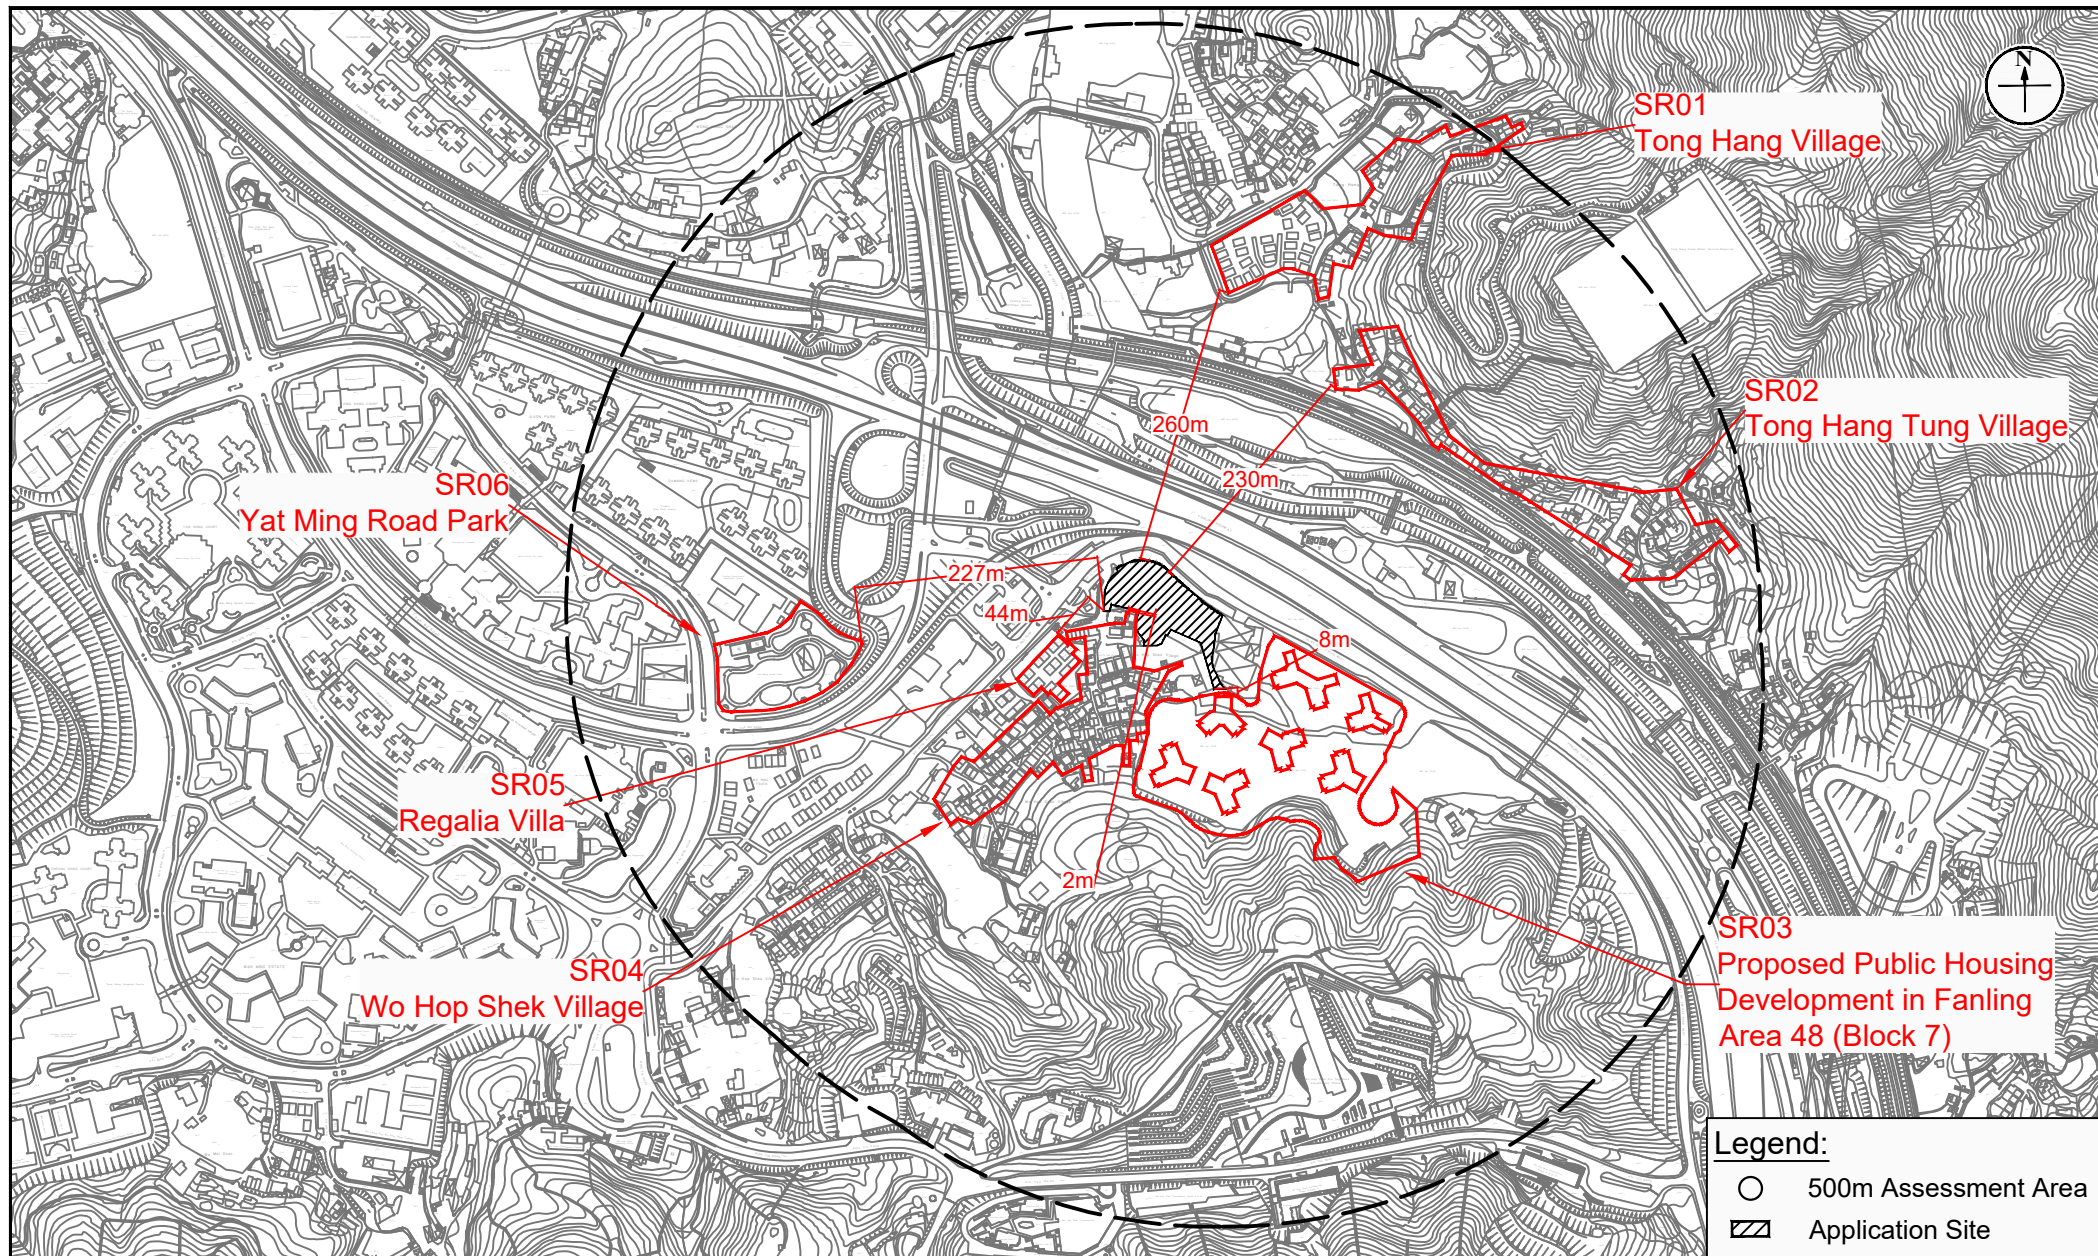 N
SR01
Tong Hang Village
SR02
Tong Hang Tung Village
260m
230m
SR06
Yat Ming Road Park
227m
44m
8m
SR05
Regalia Villa
2m
SR04
Wo Hop Shek Village
SR03
Proposed Public Housing
Development in Fanling
Area 48 (Block 7)
Legend:
500m Assessment Area
Application Site